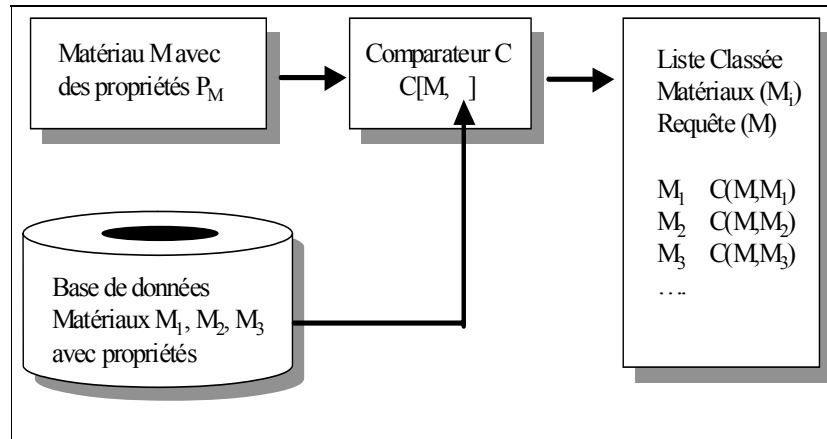 Matériau M avec
des propriétés P_M
Comparateur C
C[M,   ]
Liste Classée
Matériaux (M_i)
Requête (M)
M_1 C(M,M_1)
M_2 C(M,M_2)
M_3 C(M,M_3)
….
Base de données
Matériaux M_1, M_2, M_3
avec propriétés